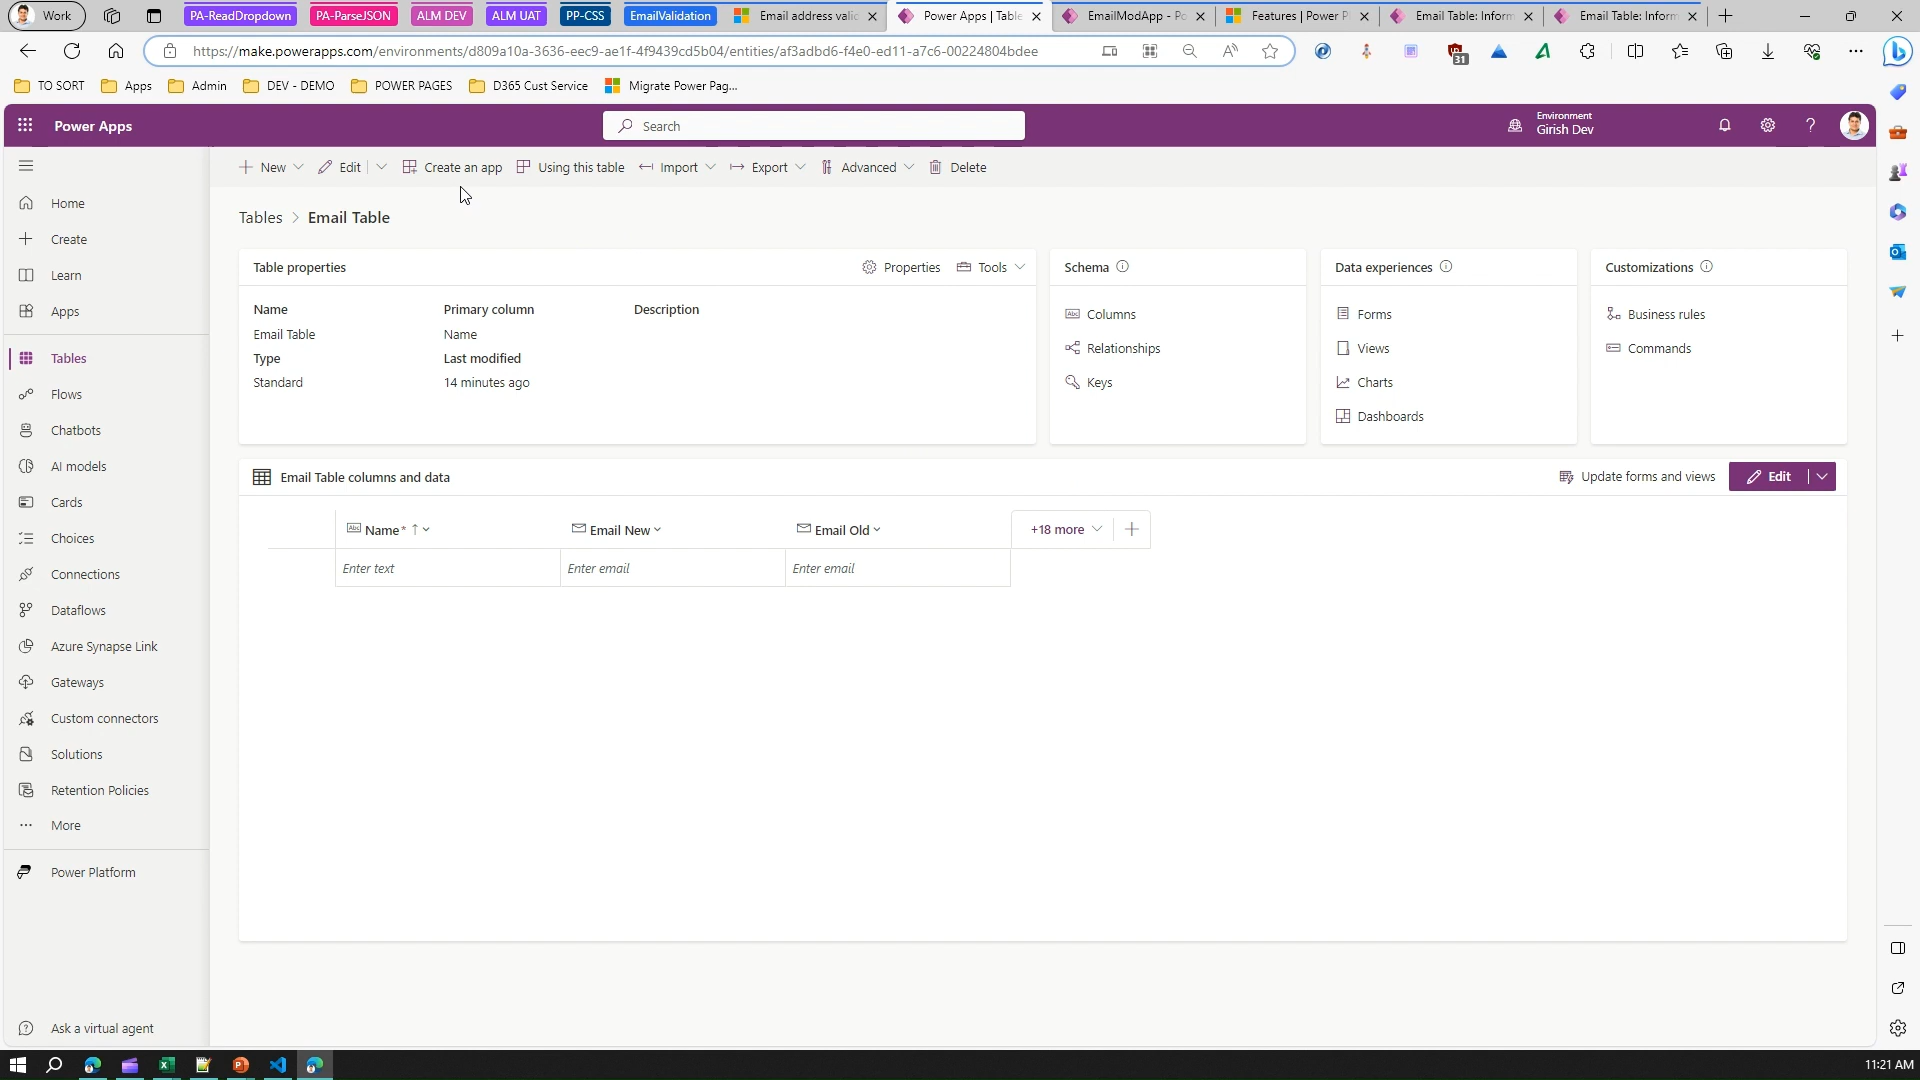 Work
PA-ReadDropdown
PA-ParseJSON
ALM DEV
ALM UAT
PP-CSS
EmailValidation
Email address valid
Power Apps | Table
EmailModApp - Po
Features | Power P
Email Table: Inform
Email Table: Inform
https://make.powerapps.com/environments/d809a10a-3636-eec9-ae1f-4f9439cd5b04/entities/af3adbd6-f4e0-ed11-a7c6-00224804bdee
31
TO SORT
Apps
Admin
DEV - DEMO
POWER PAGES
D365 Cust Service
Migrate Power Pag...
Power Apps
Search
Environment
Girish Dev
New
Edit
Create an app
Using this table
Import
Export
Advanced
Delete
Home
Create
Learn
Apps
Tables
Flows
Chatbots
AI models
Cards
Choices
Connections
Dataflows
Azure Synapse Link
Gateways
Custom connectors
Solutions
Retention Policies
More
Power Platform
Ask a virtual agent
Tables > Email Table
Table properties
Properties
Tools
Name
Primary column
Description
Email Table
Name
Type
Last modified
Standard
14 minutes ago
Schema
Columns
Relationships
Keys
Data experiences
Forms
Views
Charts
Dashboards
Customizations
Business rules
Commands
Email Table columns and data
Update forms and views
Edit
Name *
Email New
Email Old
+18 more
Enter text
Enter email
Enter email
11:21 AM